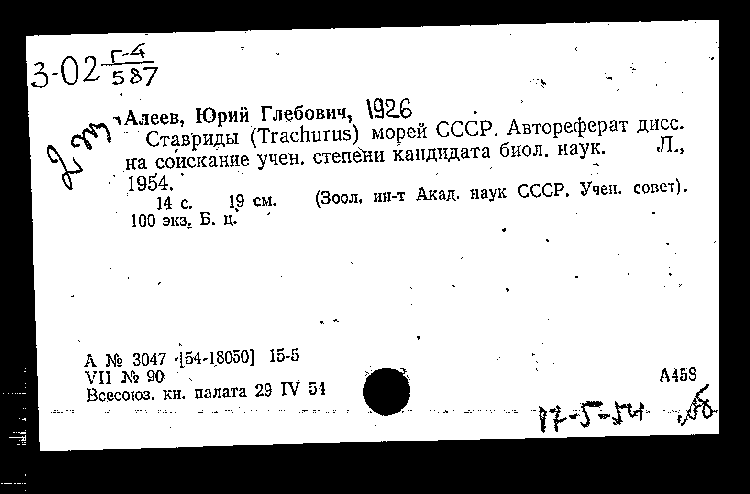 3-02 Г-4
587
2 т
Алеев, Юрий Глебович, 1926
Ставриды (Trachurus) морей СССР. Автореферат дисс.
на соискание учен. степени кандидата биол. наук. Л.,
1954.
14 с. 19 см. (Зоол. ин-т Акад. наук СССР. Учен. совет).
100 экз. Б. ц.
А № 3047 [54-18050] 15-5
VII № 90
Всесоюз. кн. палата 29 IV 54
А458
17-5-54